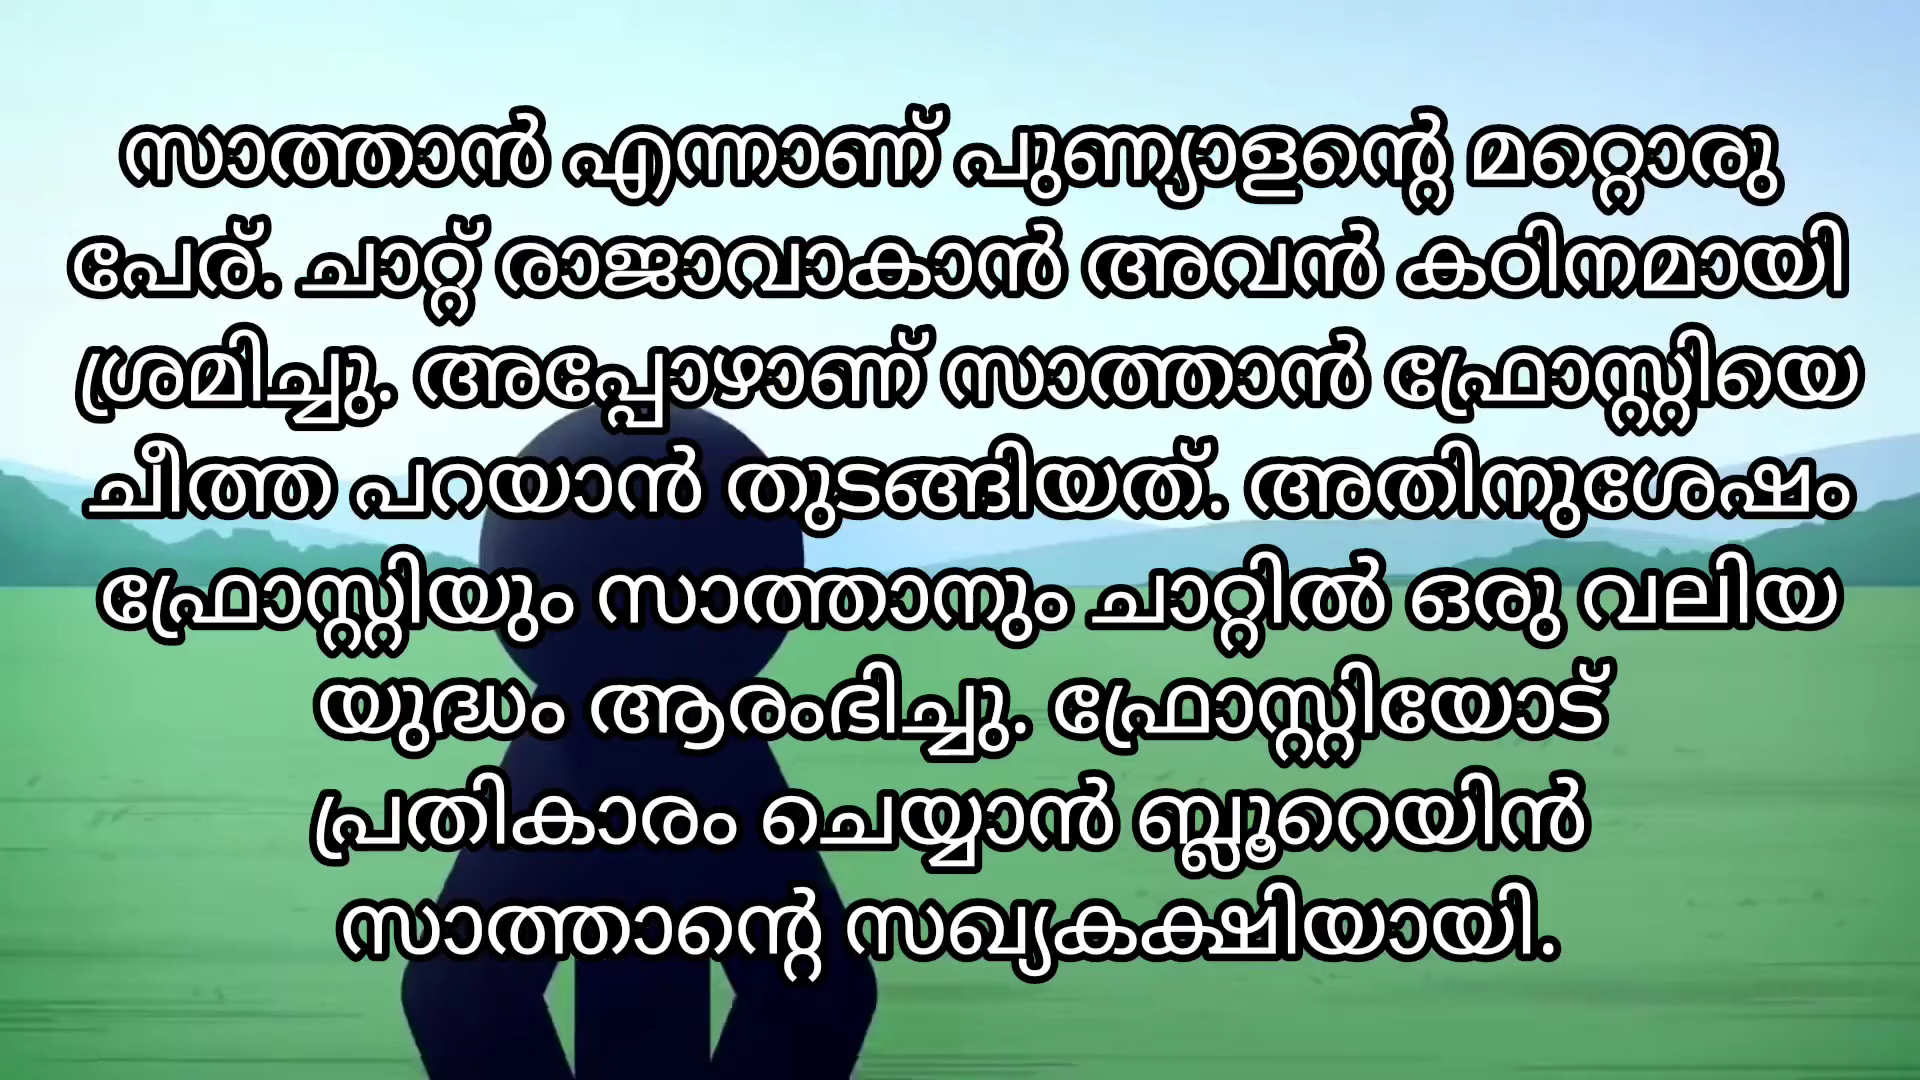 സാത്താൻ എന്നാണ് പുണ്യാളന്റെ മറ്റൊരു
പേര്. ചാറ്റ് രാജാവാകാൻ അവൻ കഠിനമായി
ശ്രമിച്ചു. അപ്പോഴാണ് സാത്താൻ ഫ്രോസ്റ്റിയെ
ചീത്ത പറയാൻ തുടങ്ങിയത്. അതിനുശേഷം
ഫ്രോസ്റ്റിയും സാത്താനും ചാറ്റിൽ ഒരു വലിയ
യുദ്ധം ആരംഭിച്ചു. ഫ്രോസ്റ്റിയോട്
പ്രതികാരം ചെയ്യാൻ ബ്ലൂറെയിൻ
സാത്താന്റെ സഖ്യകക്ഷിയായി.